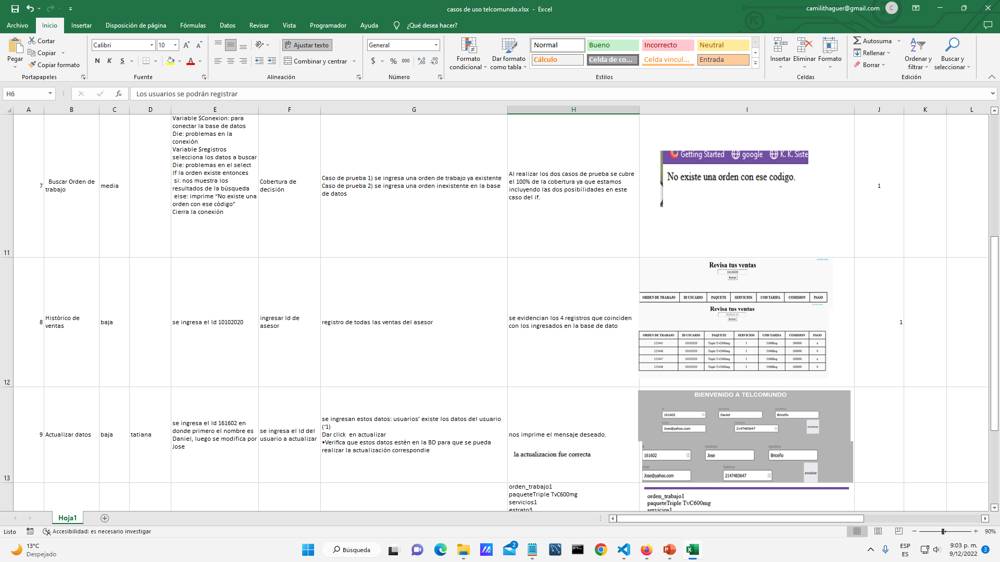 casos de uso telcomundo.xlsx - Excel
camilithaguer@gmail.com
C
Archivo Inicio Insertar Disposición de página Fórmulas Datos Revisar Vista Programador Ayuda ¿Qué desea hacer?
Pegar
Cortar
Copiar
Copiar formato
Portapapeles
Calibri 10
N K S
Fuente
Ajustar texto
Combinar y centrar
Alineación
General
$ % 000
Número
Formato condicional
Dar formato como tabla
Normal Bueno Incorrecto Neutral
Cálculo Celda de co... Celda vincul... Entrada
Estilos
Insertar Eliminar Formato
Celdas
Autosuma
Rellenar
Borrar
Ordenar y filtrar
Buscar y seleccionar
Edición
H6 fx Los usuarios se podrán registrar
A B C D E F G H I J K L
11
7
Buscar Orden de
trabajo
media
Variable $Conexion: para
conectar la base de datos
Die: problemas en la
conexión
Variable $registros
selecciona los datos a buscar
Die: problemas en el select
If la orden existe entonces
si: nos muestra los
resultados de la búsqueda
else: imprime “No existe una
orden con ese código”
Cierra la conexión
Cobertura de
decisión
Caso de prueba 1) se ingresa una orden de trabajo ya existente
Caso de prueba 2) se ingresa una orden inexistente en la base
de datos
Al realizar los dos casos de prueba se cubre
el 100% de la cobertura ya que estamos
incluyendo las dos posibilidades en este
caso del if.
Getting Started google K. K. Siste
No existe una orden con ese codigo.
1
12
8
Histórico de
ventas
baja
se ingresa el Id 10102020
ingresar Id de
asesor
registro de todas las ventas del asesor
se evidencian los 4 registros que coinciden
con los ingresados en la base de dato
Revisa tus ventas
10102020
Buscar
ORDEN DE TRABAJO ID USUARIO PAQUETE SERVICIOS COD TARIFA COMISION PAGO
Revisa tus ventas
INGRESE ID
Buscar
ORDEN DE TRABAJO ID USUARIO PAQUETE SERVICIOS COD TARIFA COMISION PAGO
123445 10102020 Triple TvC600mg 3 3366Bog 180000 x
123446 10102020 Triple TvC600mg 3 3366Bog 180000 0
123447 10102020 Triple TvC600mg 3 3366Bog 180000 x
123448 10102020 Triple TvC600mg 3 3366Bog 180000 0
1
13
9
Actualizar datos
baja
tatiana
se ingresa el Id 161602 en
donde primero el nombre es
Daniel, luego se modifica por
Jose
se ingresa el Id del
usuario a actualizar
se ingresan estos datos: usuarios’ existe los datos del usuario
(‘1)
Dar click en actualizar
•Verifica que estos datos estén en la BD para que se pueda
realizar la actualización correspondie
nos imprime el mensaje deseado.
la actualizacion fue correcta
BIENVENIDO A TELCOMUNDO
Id Nombres Apellidos
161602 Daniel Briceño
Email Teléfono
Jose@yahoo.com 2147483647 actualizar
Id Nombres Apellidos
161602 Jose Briceño
Email Teléfono
Jose@yahoo.com 2147483647 actualizar
orden_trabajo1
paqueteTriple TvC600mg
servicios1
estrato3
orden_trabajo1
paqueteTriple TvC600mg
servicios1
Hoja1
Listo
Accesibilidad: es necesario investigar
90%
13°C
Despejado
Búsqueda
2
ESP
ES
9:03 p. m.
9/12/2022
3